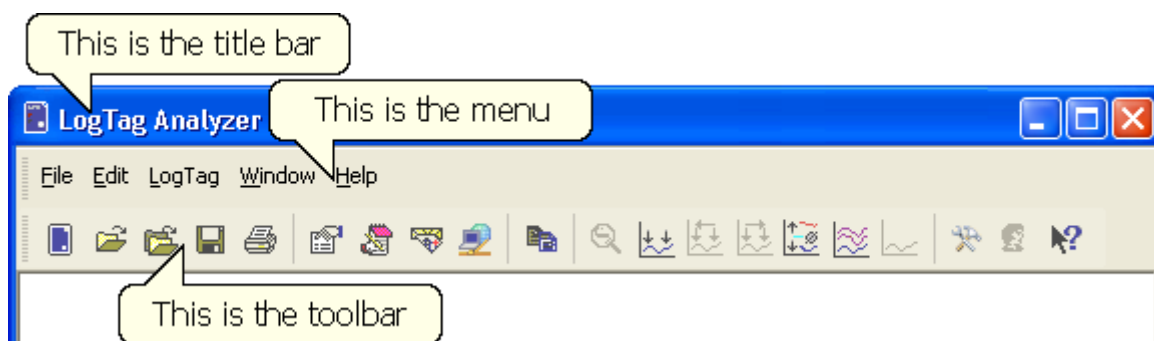 This is the title bar
LogTag Analyzer
This is the menu
File Edit LogTag Window Help
This is the toolbar